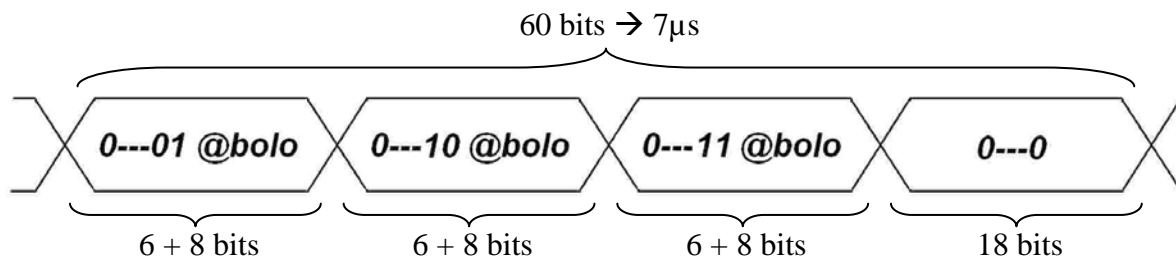 60 bits → 7µs
0---01 @bolo 0---10 @bolo 0---11 @bolo 0---0
6 + 8 bits 6 + 8 bits 6 + 8 bits 18 bits